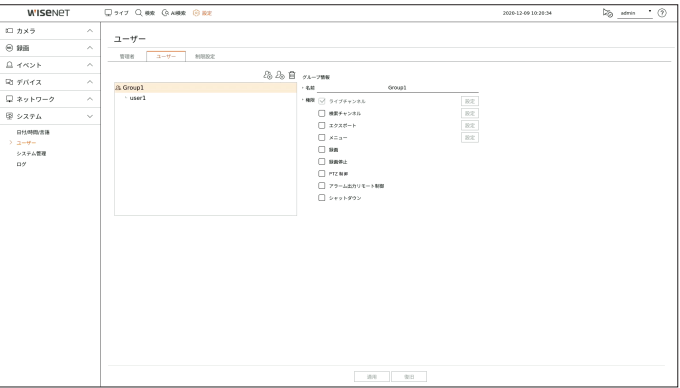 WISENET
ライブ 検索 AI検索 設定
2020-12-09 10:20:34
admin
カメラ
録画
イベント
デバイス
ネットワーク
システム
日付/時間/言語
ユーザー
システム管理
ログ
ユーザー
管理者 ユーザー 制限設定
Group1
user1
グループ情報
名前 Group1
権限 ライブチャンネル 設定
検索チャンネル 設定
エクスポート 設定
メニュー 設定
録画
録画停止
PTZ 制御
アラーム出力リモート制御
シャットダウン
適用 復旧